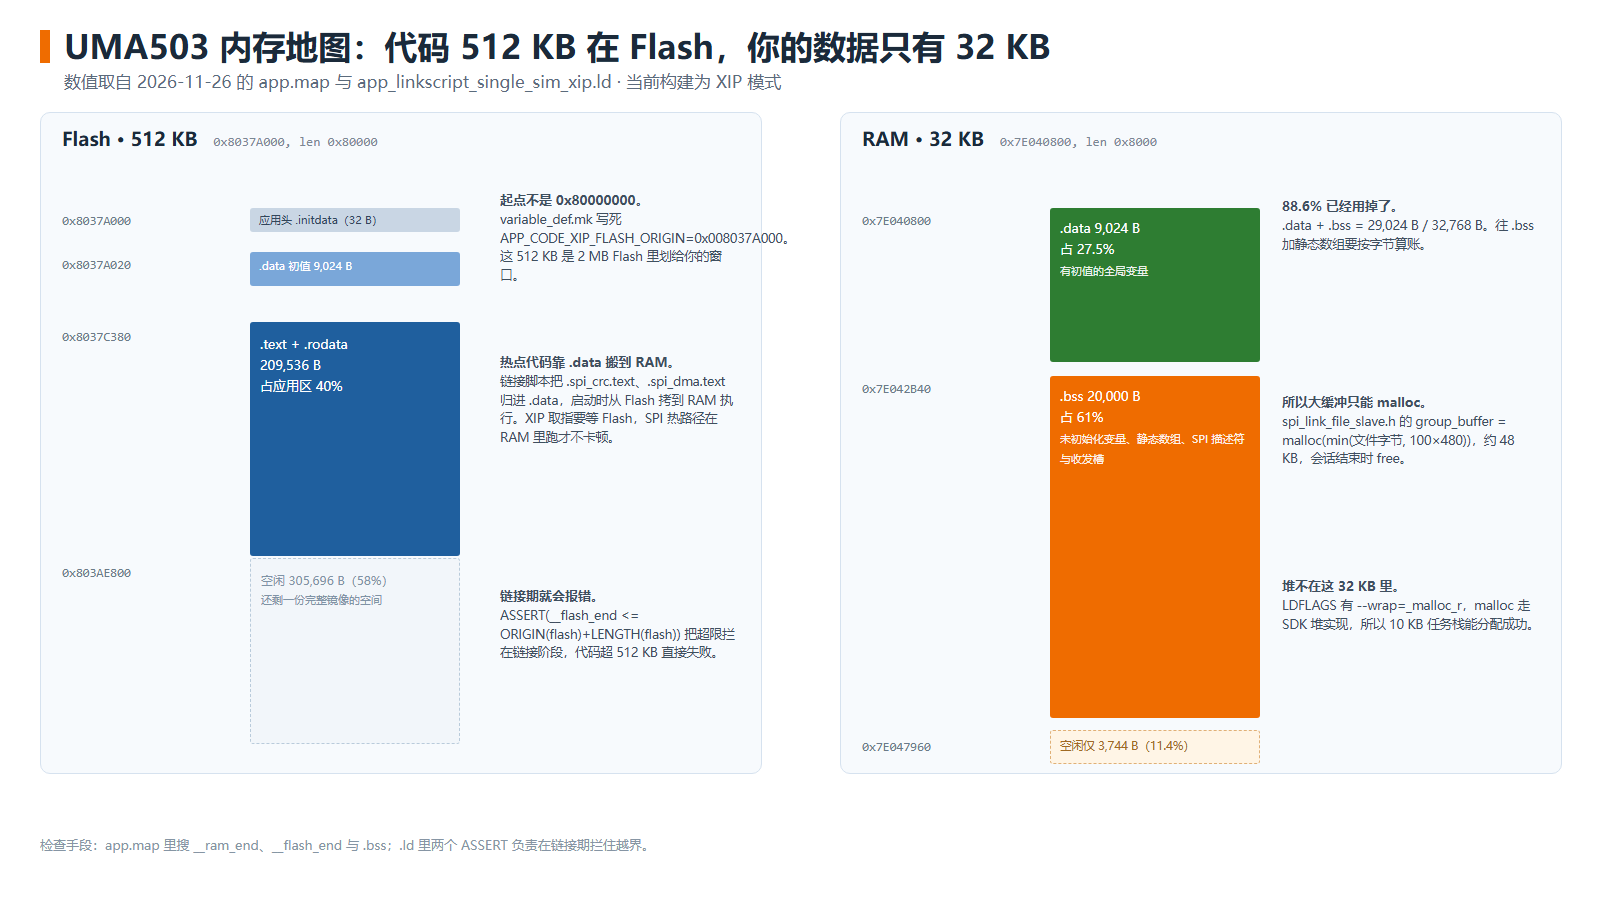 UMA503 内存地图：代码 512 KB 在 Flash，你的数据只有 32 KB
数值取自 2026-11-26 的 app.map 与 app_linkscript_single_sim_xip.ld · 当前构建为 XIP 模式
Flash • 512 KB 0x8037A000, len 0x80000
0x8037A000
应用头 .initdata（32 B）
0x8037A020
.data 初值 9,024 B
0x8037C380
.text + .rodata
209,536 B
占应用区 40%
0x803AE800
空闲 305,696 B（58%）
还剩一份完整镜像的空间
起点不是 0x80000000。
variable_def.mk 写死
APP_CODE_XIP_FLASH_ORIGIN=0x008037A000。
这 512 KB 是 2 MB Flash 里划给你的窗
口。
热点代码靠 .data 搬到 RAM。
链接脚本把 .spi_crc.text、.spi_dma.text
归进 .data，启动时从 Flash 拷到 RAM 执
行。XIP 取指要等 Flash，SPI 热路径在
RAM 里跑才不卡顿。
链接期就会报错。
ASSERT(__flash_end <=
ORIGIN(flash)+LENGTH(flash)) 把超限拦
在链接阶段，代码超 512 KB 直接失败。
RAM • 32 KB 0x7E040800, len 0x8000
0x7E040800
.data 9,024 B
占 27.5%
有初值的全局变量
0x7E042B40
.bss 20,000 B
占 61%
未初始化变量、静态数组、SPI 描述符
与收发桶
0x7E047960
空闲仅 3,744 B（11.4%）
88.6% 已经用掉了。
.data + .bss = 29,024 B / 32,768 B。往 .bss
加静态数组要按字节算账。
所以大缓冲只能 malloc。
spi_link_file_slave.h 的 group_buffer =
malloc(min(文件字节, 100×480))，约 48
KB，会话结束时 free。
堆不在这 32 KB 里。
LDFLAGS 有 --wrap=_malloc_r，malloc 走
SDK 堆实现，所以 10 KB 任务栈能分配成功。
检查手段：app.map 里搜 __ram_end、__flash_end 与 .bss；.ld 里两个 ASSERT 负责在链接期拦住越界。